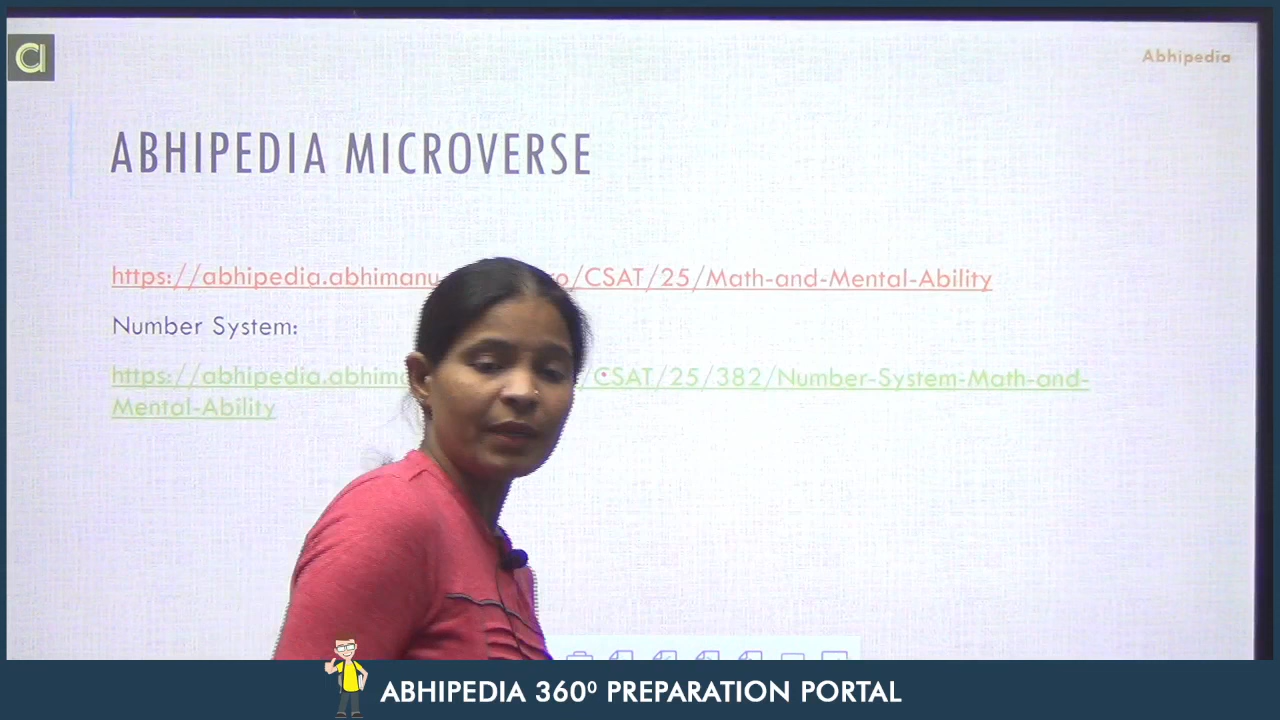 Abhipedia
ABHIPEDIA MICROVERSE
https://abhipedia.abhimanu /CSAT/25/Math-and-Mental-Ability
Number System:
https://abhipedia.abhim /CSAT/25/382/Number-System-Math-and-
Mental-Ability
ABHIPEDIA 360⁰ PREPARATION PORTAL